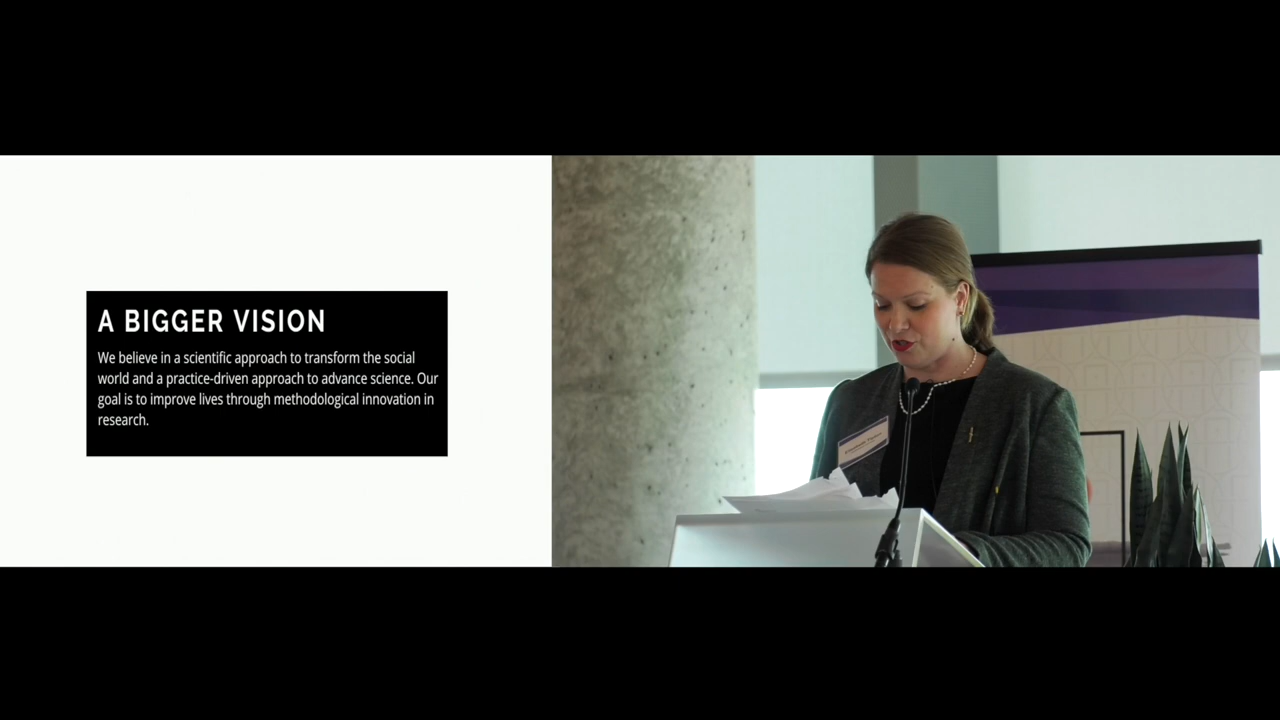 A BIGGER VISION
We believe in a scientific approach to transform the social
world and a practice-driven approach to advance science. Our
goal is to improve lives through methodological innovation in
research.